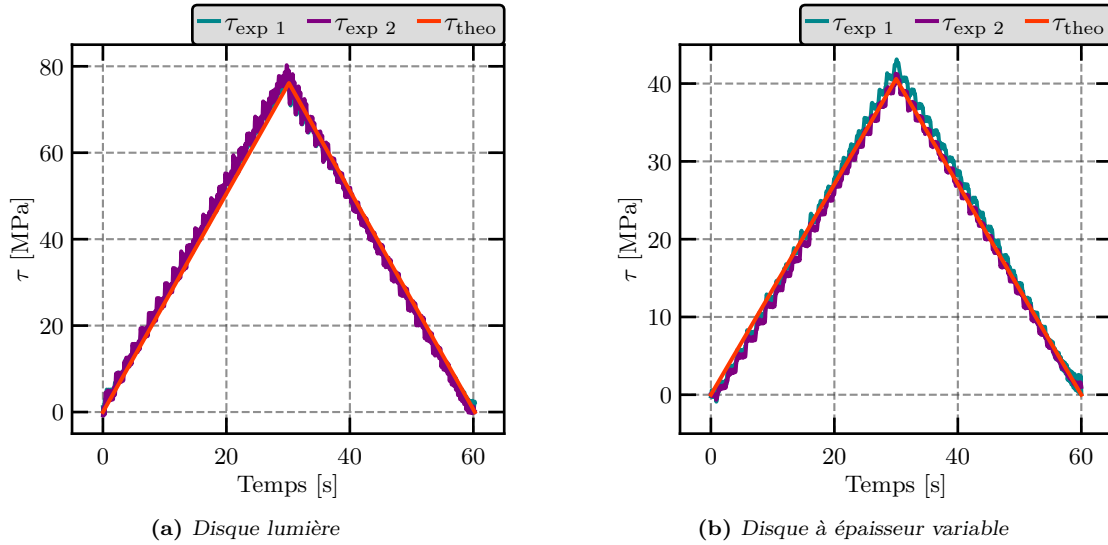 τexp 1 τexp 2 τtheo
80
60
40
20
0
τ [MPa]
0 20 40 60
Temps [s]
(a) Disque lumière
τexp 1 τexp 2 τtheo
40
30
20
10
0
τ [MPa]
0 20 40 60
Temps [s]
(b) Disque à épaisseur variable